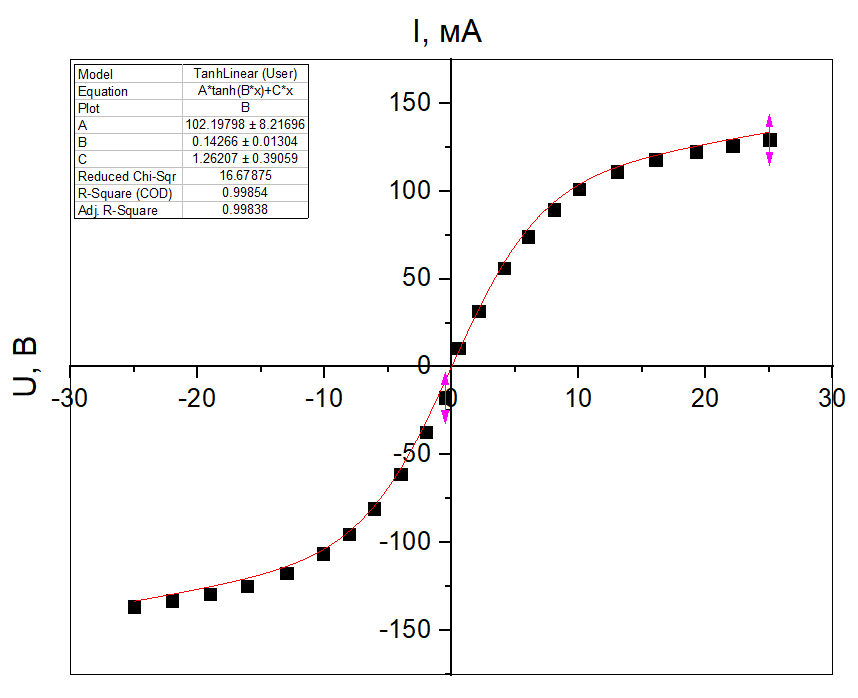 I, мА
Model TanhLinear (User)
Equation A*tanh(B*x)+C*x
Plot B
A 102.19798 ± 8.21696
B 0.14266 ± 0.01304
C 1.26207 ± 0.39059
Reduced Chi-Sqr 16.67875
R-Square (COD) 0.99854
Adj. R-Square 0.99838
150
100
50
0
-30 -20 -10 0 10 20 30
-50
-100
-150
U, В